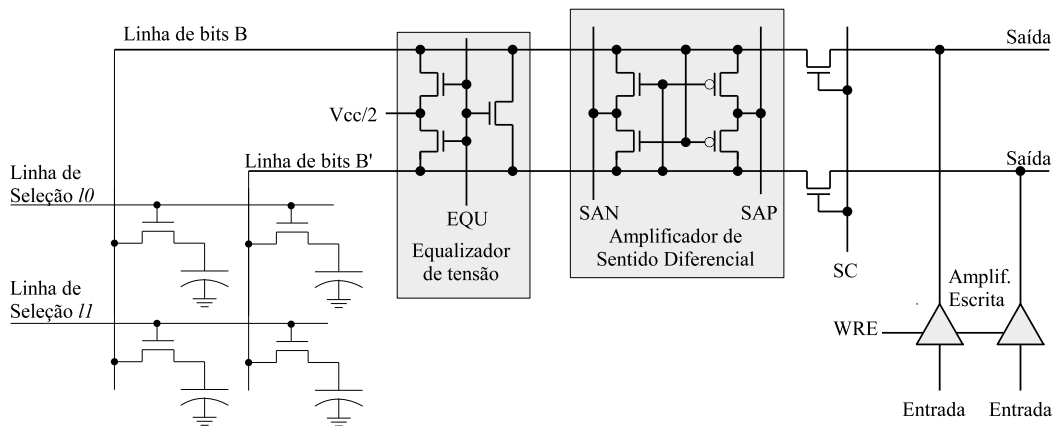 Linha de bits B
Saída
Vcc/2
Linha de bits B'
Saída
Linha de
Seleção l0
EQU
SAN
SAP
Equalizador
de tensão
Amplificador de
Sentido Diferencial
SC
Linha de
Seleção l1
Amplif.
Escrita
WRE
Entrada
Entrada